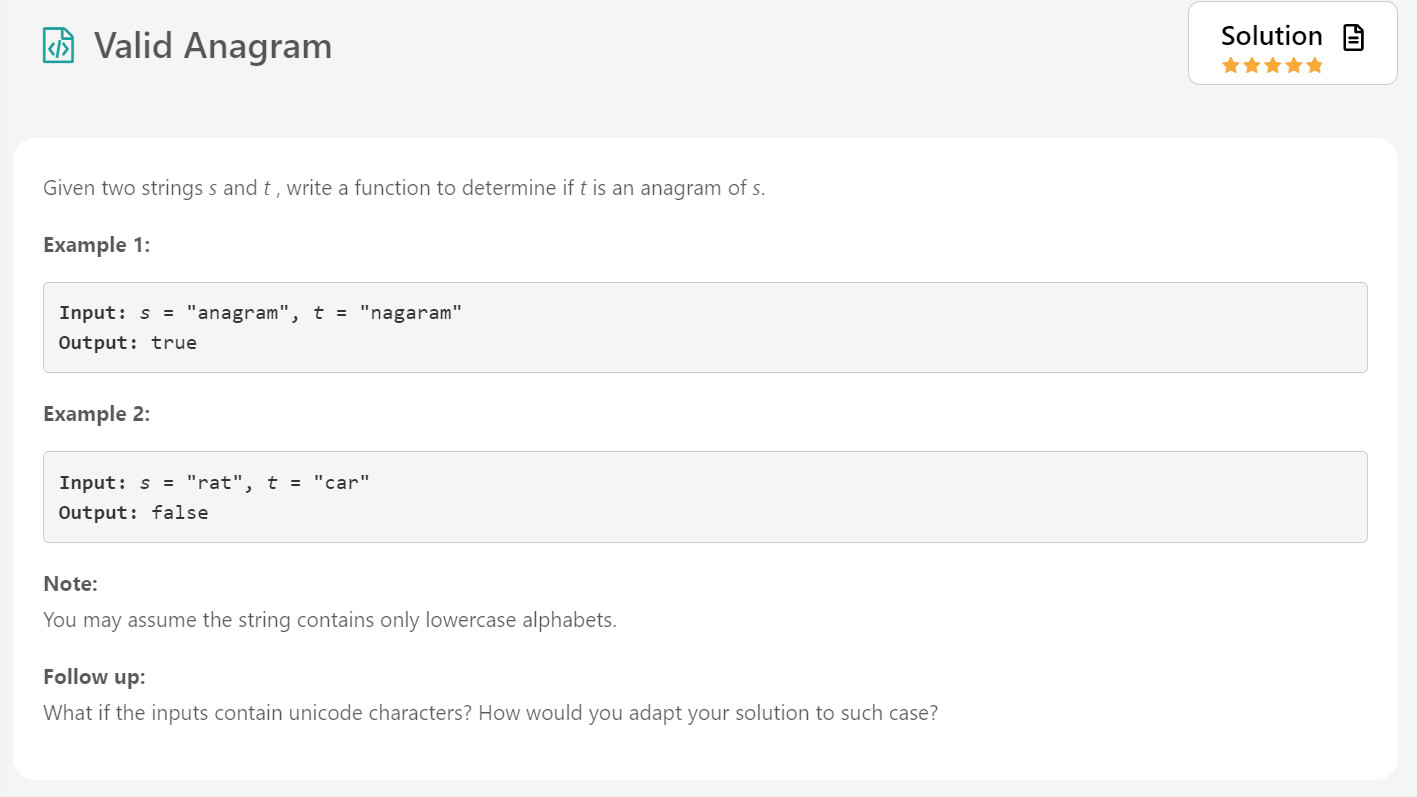 Valid Anagram
Solution
Given two strings s and t , write a function to determine if t is an anagram of s.
Example 1:
Input: s = "anagram", t = "nagaram"
Output: true
Example 2:
Input: s = "rat", t = "car"
Output: false
Note:
You may assume the string contains only lowercase alphabets.
Follow up:
What if the inputs contain unicode characters? How would you adapt your solution to such case?